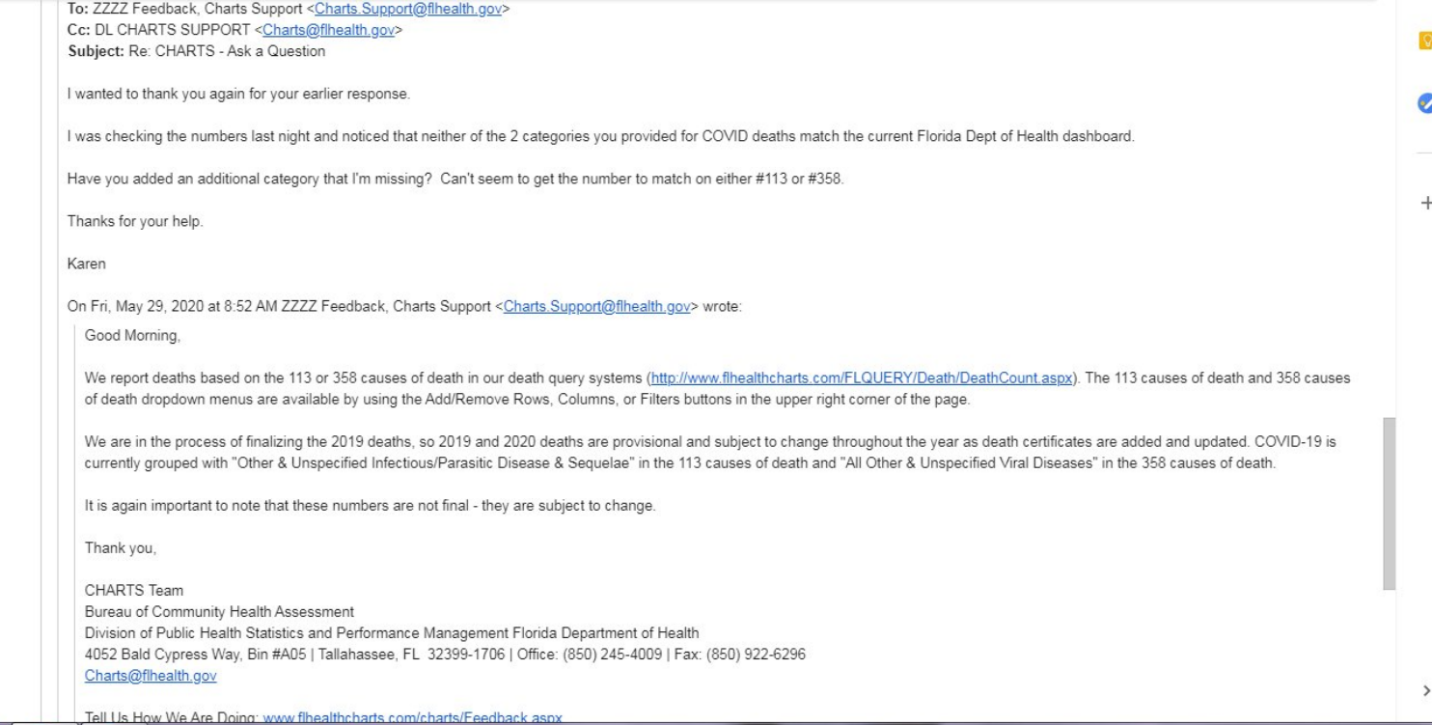 To: ZZZZ Feedback, Charts Support <Charts.Support@flhealth.gov>
Cc: DL CHARTS SUPPORT <Charts@flhealth.gov>
Subject: Re: CHARTS - Ask a Question
I wanted to thank you again for your earlier response.
I was checking the numbers last night and noticed that neither of the 2 categories you provided for COVID deaths match the current Florida Dept of Health dashboard.
Have you added an additional category that I'm missing? Can't seem to get the number to match on either #113 or #358.
Thanks for your help.
Karen
On Fri, May 29, 2020 at 8:52 AM ZZZZ Feedback, Charts Support <Charts.Support@flhealth.gov> wrote:
Good Morning,
We report deaths based on the 113 or 358 causes of death in our death query systems (http://www.flhealthcharts.com/FLQUERY/Death/DeathCount.aspx). The 113 causes of death and 358 causes
of death dropdown menus are available by using the Add/Remove Rows, Columns, or Filters buttons in the upper right corner of the page.
We are in the process of finalizing the 2019 deaths, so 2019 and 2020 deaths are provisional and subject to change throughout the year as death certificates are added and updated. COVID-19 is
currently grouped with "Other & Unspecified Infectious/Parasitic Disease & Sequelae" in the 113 causes of death and "All Other & Unspecified Viral Diseases" in the 358 causes of death.
It is again important to note that these numbers are not final - they are subject to change.
Thank you,
CHARTS Team
Bureau of Community Health Assessment
Division of Public Health Statistics and Performance Management Florida Department of Health
4052 Bald Cypress Way, Bin #A05 | Tallahassee, FL 32399-1706 | Office: (850) 245-4009 | Fax: (850) 922-6296
Charts@flhealth.gov
Tell Us How We Are Doing: www.flhealthcharts.com/charts/Feedback.aspx